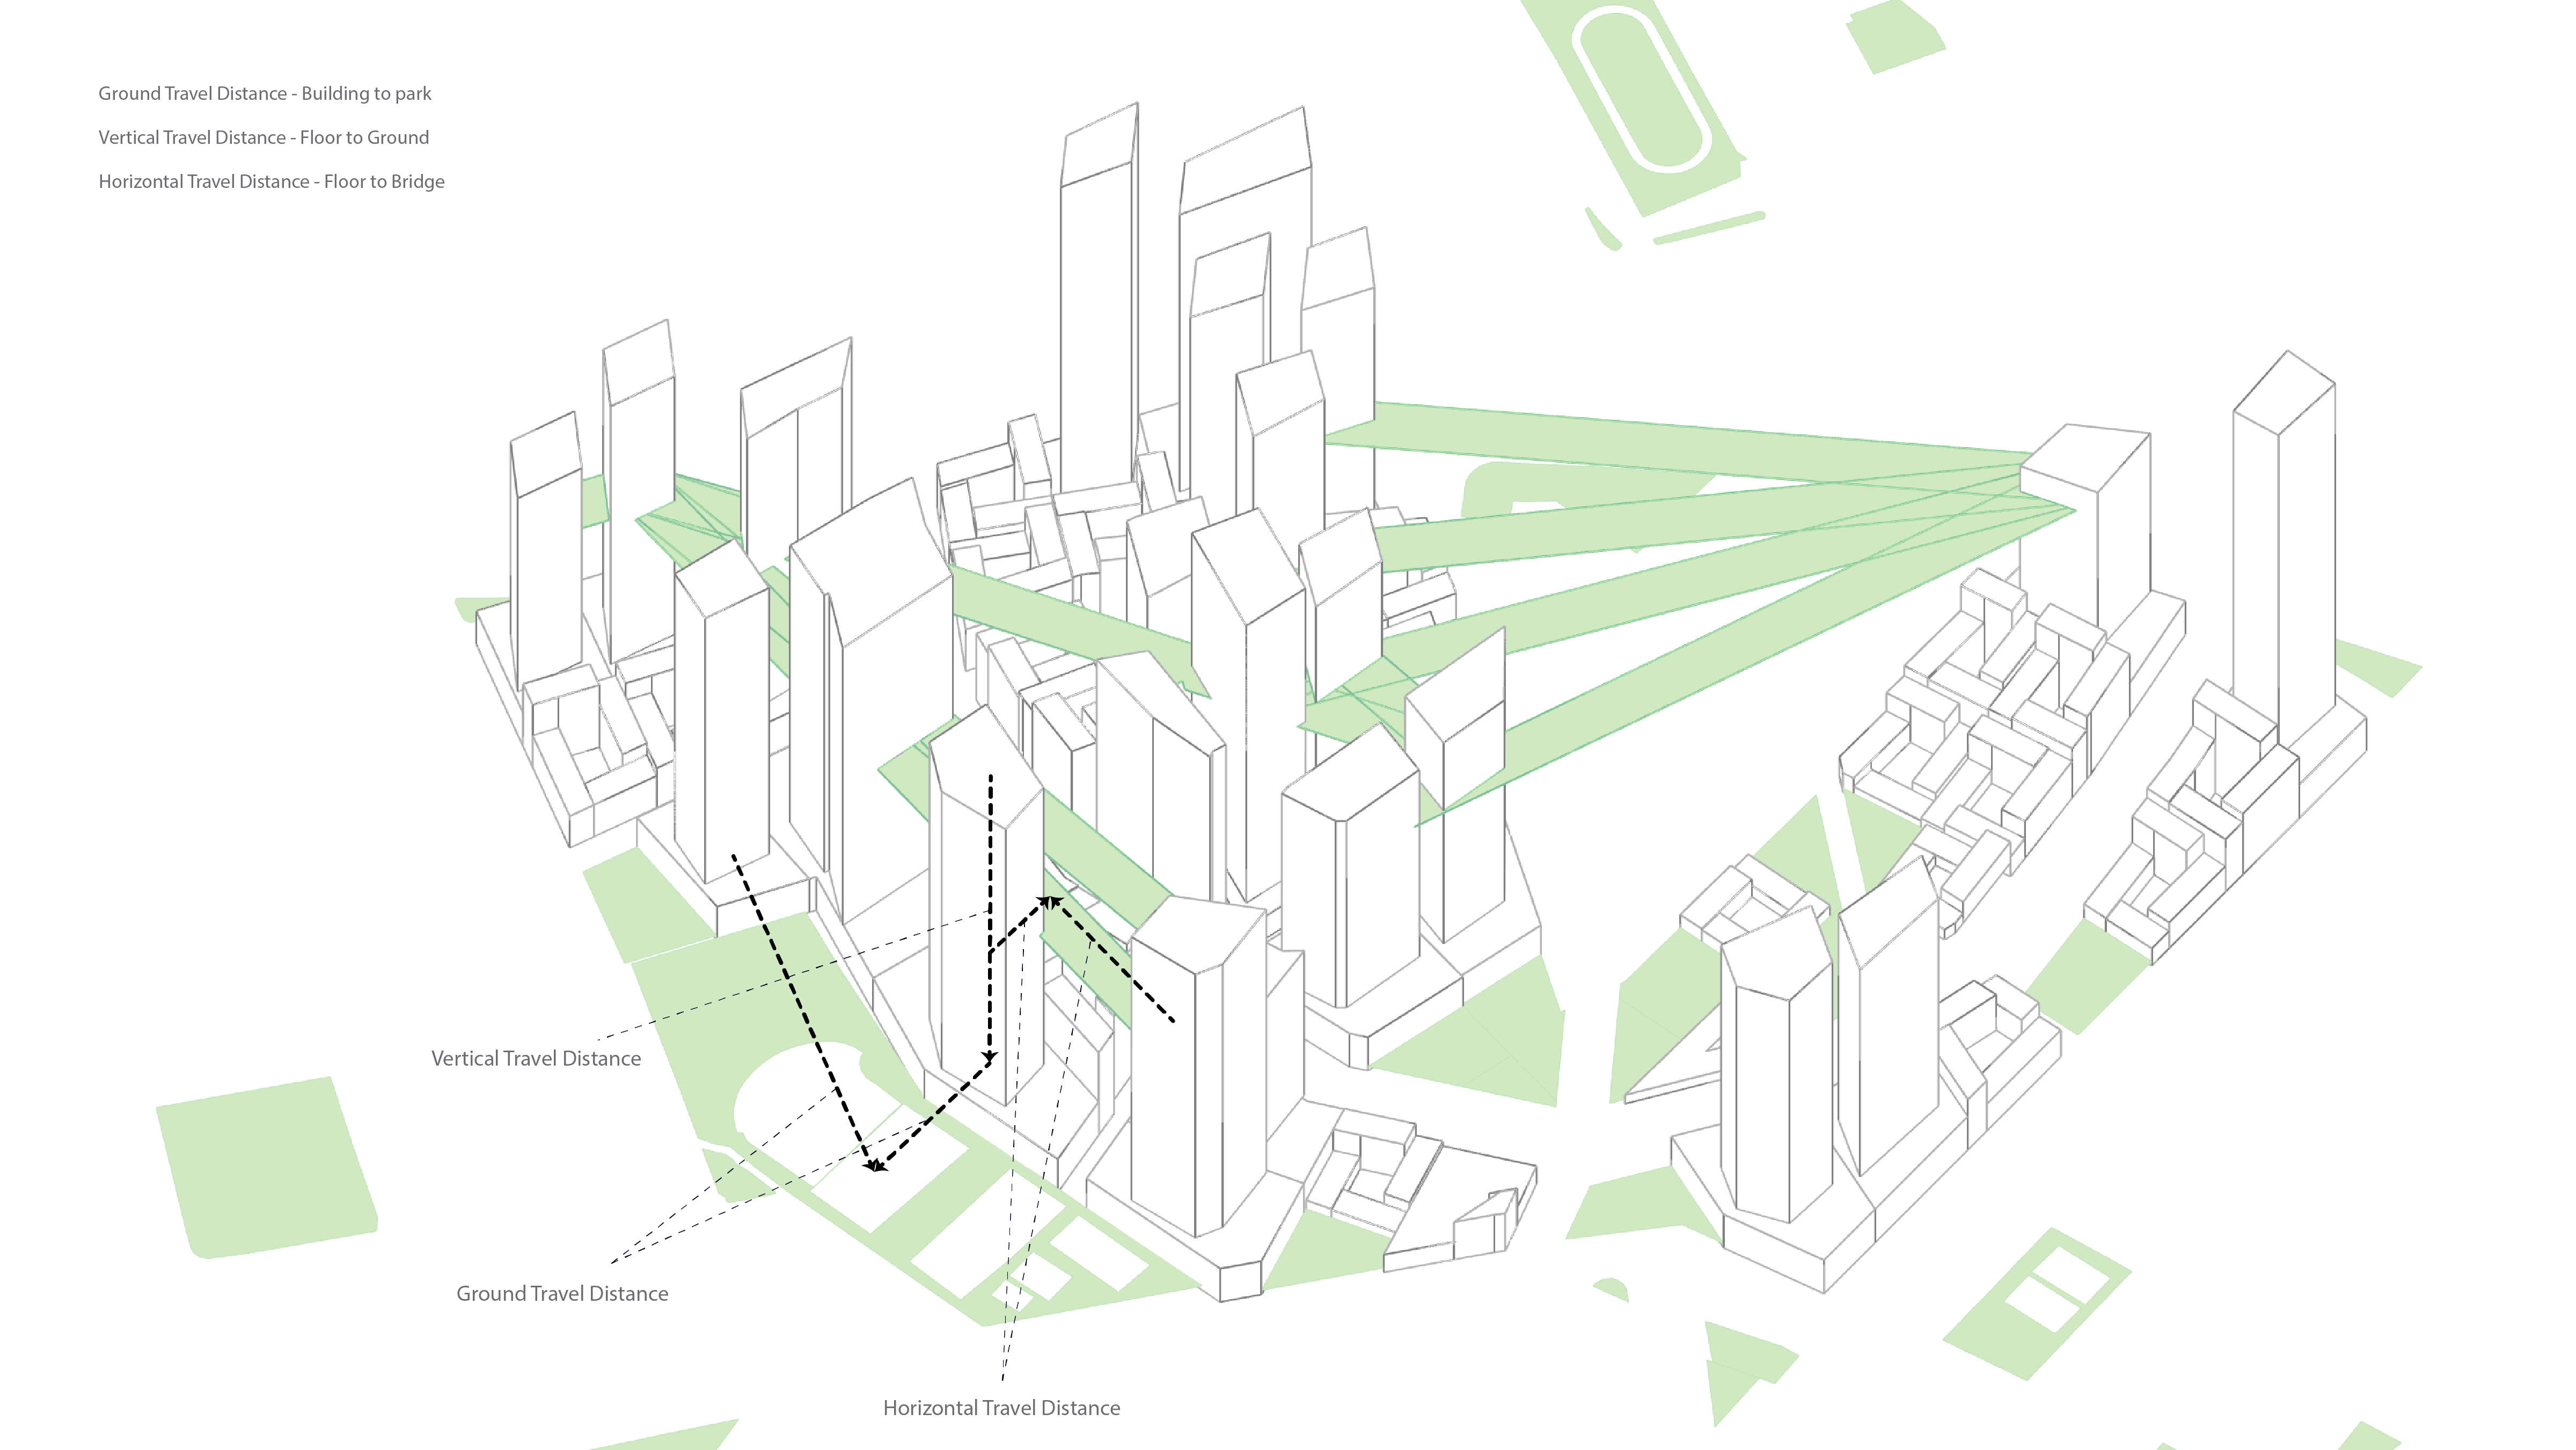 Ground Travel Distance - Building to park
Vertical Travel Distance - Floor to Ground
Horizontal Travel Distance - Floor to Bridge
Vertical Travel Distance
Ground Travel Distance
Horizontal Travel Distance